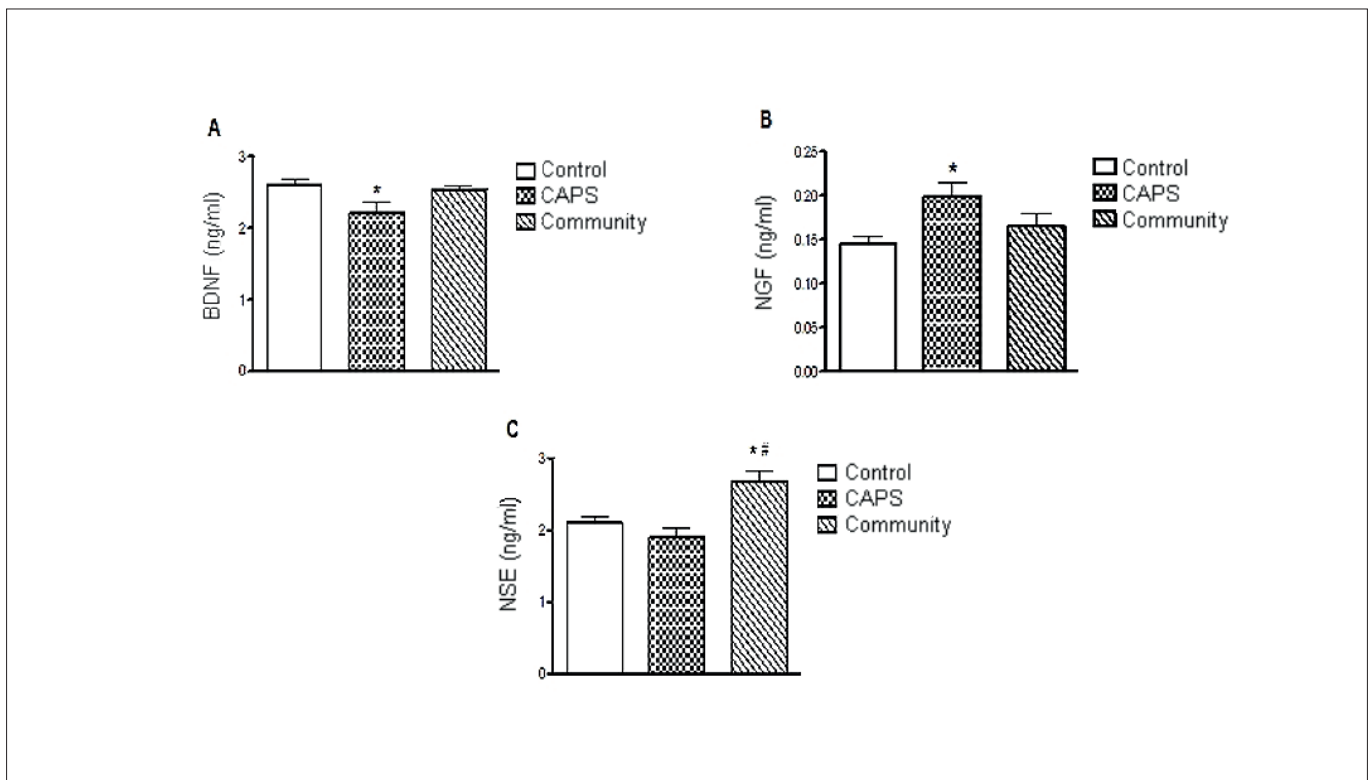 A
BDNF (ng/ml)
3
2
1
0
*
Control
CAPS
Community
B
NGF (ng/ml)
0.25
0.20
0.15
0.10
0.05
0.00
*
Control
CAPS
Community
C
NSE (ng/ml)
3
2
1
0
* #
Control
CAPS
Community